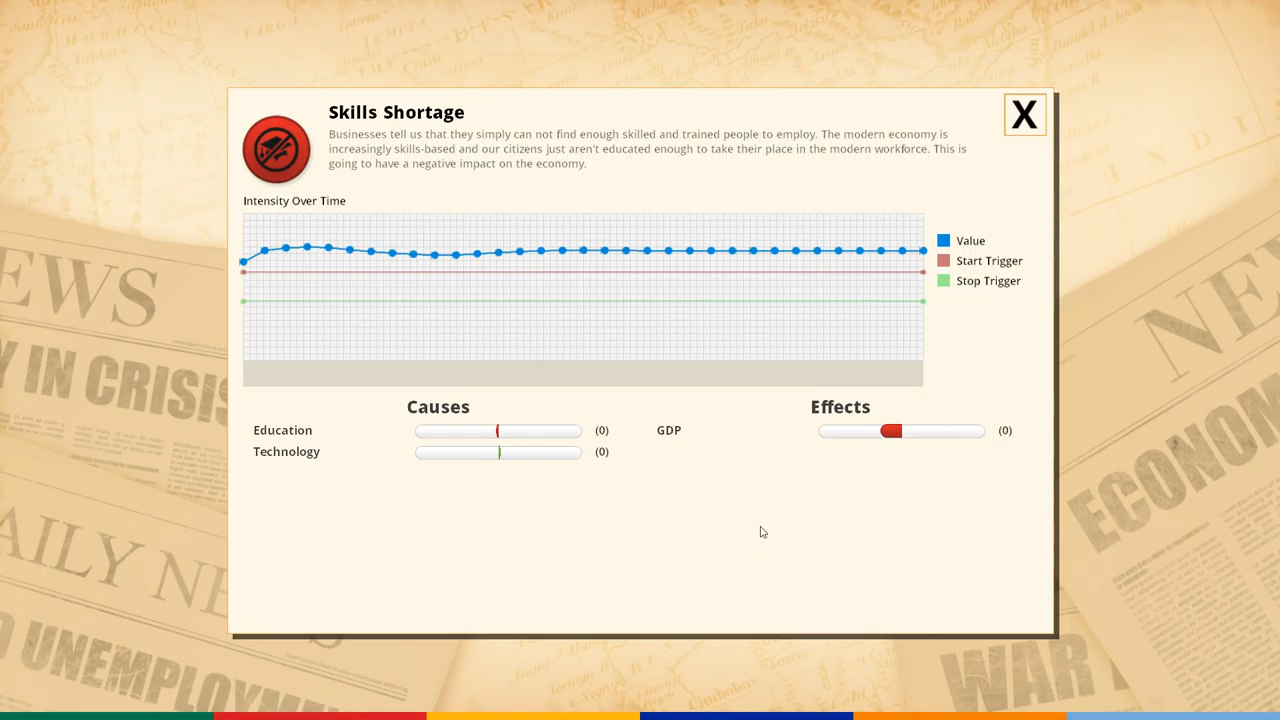 Skills Shortage
X
Businesses tell us that they simply can not find enough skilled and trained people to employ. The modern economy is
increasingly skills-based and our citizens just aren't educated enough to take their place in the modern workforce. This is
going to have a negative impact on the economy.
Intensity Over Time
Value
Start Trigger
Stop Trigger
Causes
Effects
Education (0)
GDP (0)
Technology (0)
EWS
Y IN CRISIS
AILY NE
UNEMPLOYM
NE
ECONOM
WAR